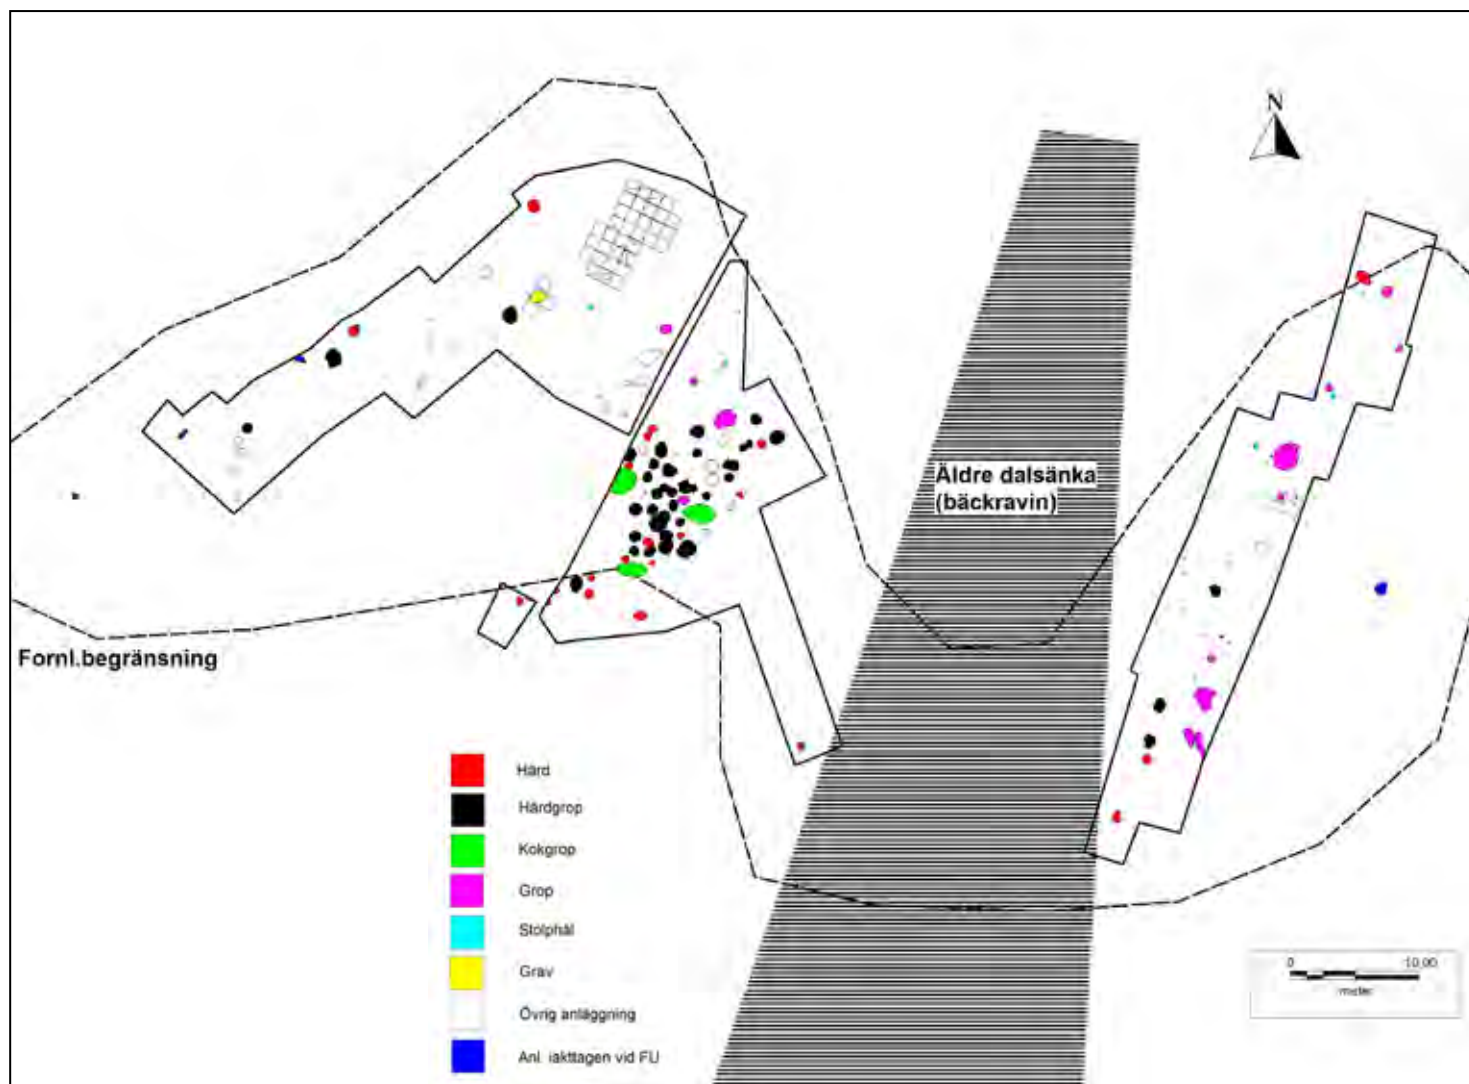 N
Äldre dalsänka
(bäckravin)
Fornl.begränsning
Härd
Härdgrop
Kokgrop
Grop
Stolphål
Grav
Övrig anläggning
Anl. iakttagen vid FU
0 10,00
meter